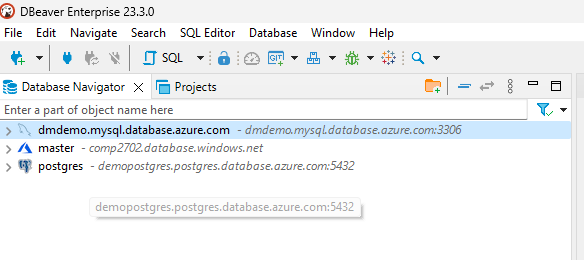 DBeaver Enterprise 23.3.0
File Edit Navigate Search SQL Editor Database Window Help
SQL GIT
Database Navigator Projects
Enter a part of object name here
dmdemo.mysql.database.azure.com - dmdemo.mysql.database.azure.com:3306
master - comp2702.database.windows.net
postgres - demopostgres.postgres.database.azure.com:5432
demopostgres.postgres.database.azure.com:5432